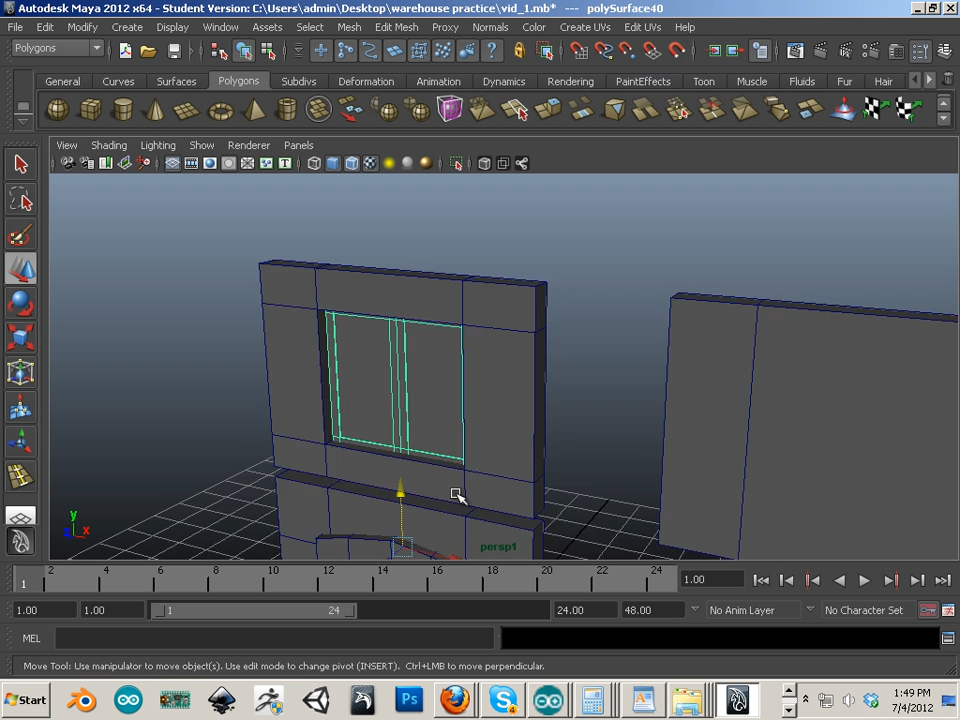 Autodesk Maya 2012 x64 - Student Version: C:\Users\admin\Desktop\warehouse practice\vid_1.mb* --- polySurface40
File Edit Modify Create Display Window Assets Select Mesh Edit Mesh Proxy Normals Color Create UVs Edit UVs Help
Polygons
General Curves Surfaces Polygons Subdivs Deformation Animation Dynamics Rendering PaintEffects Toon Muscle Fluids Fur Hair
View Shading Lighting Show Renderer Panels
y
z x
persp1
2 4 6 8 10 12 14 16 18 20 22 24
1 1.00
1.00 1.00 1 24 24.00 48.00 No Anim Layer No Character Set
MEL
Move Tool: Use manipulator to move object(s). Use edit mode to change pivot (INSERT). Ctrl+LMB to move perpendicular.
Start Ps 1:49 PM
7/4/2012